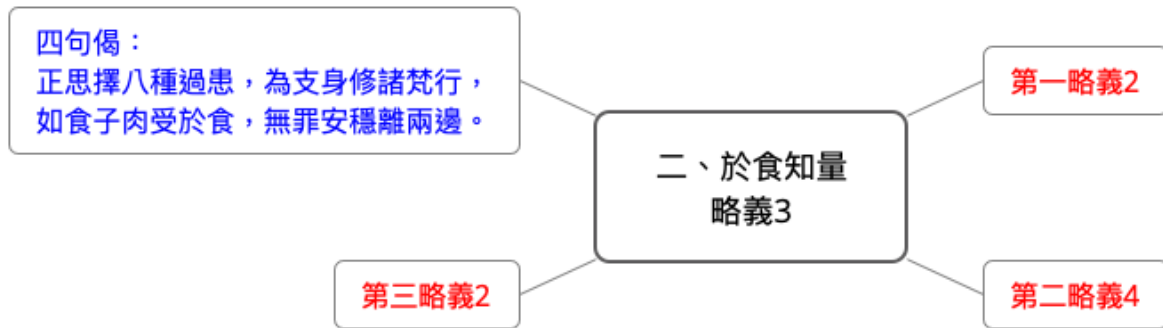 四句偈：
正思擇八種過患，為支身修諸梵行，
如食子肉受於食，無罪安穩離兩邊。
二、於食知量
略義3
第一略義2
第二略義4
第三略義2